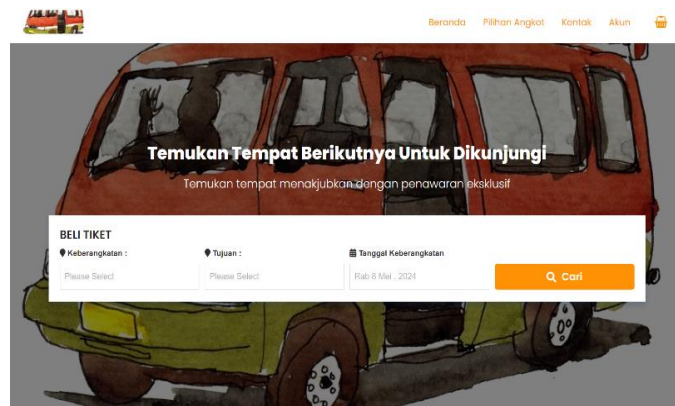 Beranda Pilihan Angkot Kontak Akun
Temukan Tempat Berikutnya Untuk Dikunjungi
Temukan tempat menakjubkan dengan penawaran eksklusif
BELI TIKET
Keberangkatan : Tujuan : Tanggal Keberangkatan
Please Select Please Select Rab 8 Mei , 2024 Cari